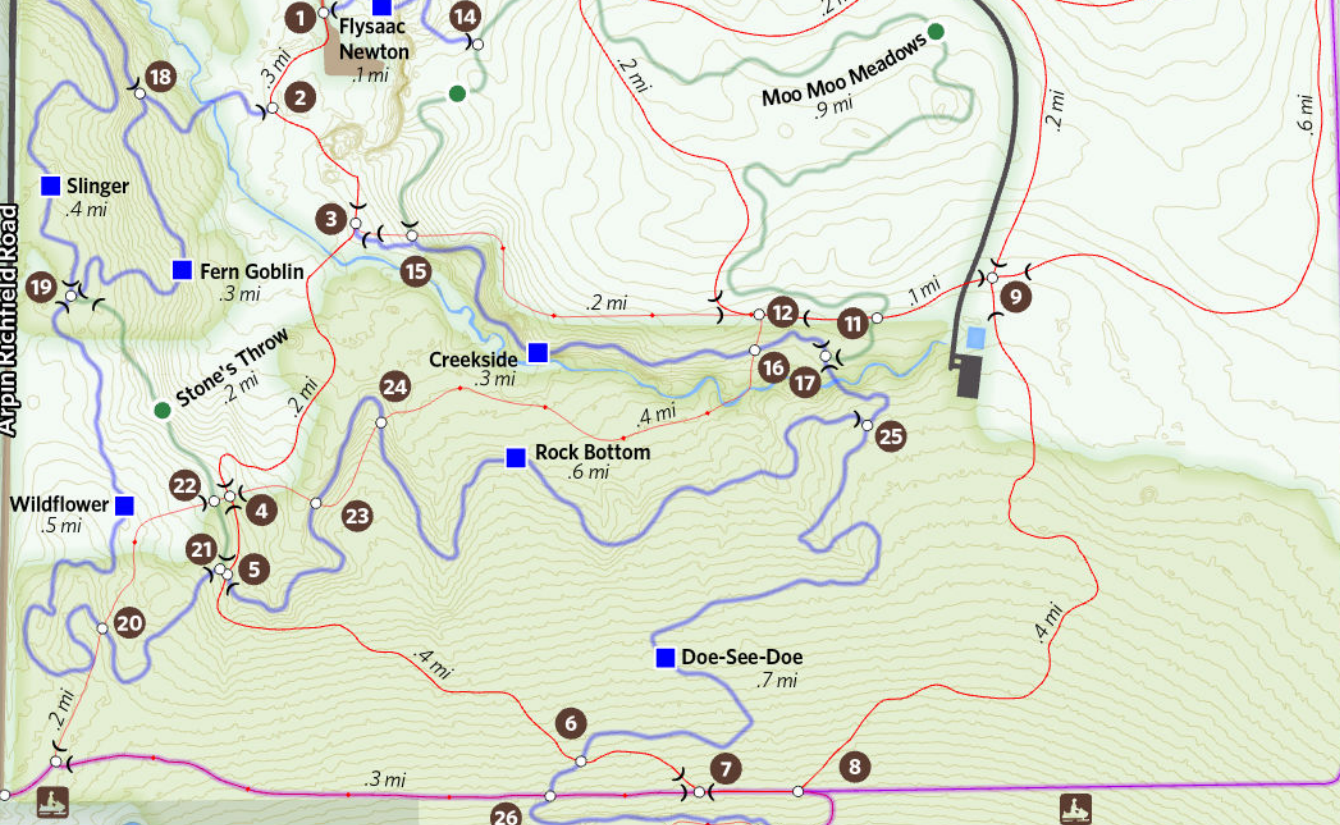 1
Flysaac
Newton
.1 mi
14
.2 mi
.3 mi
18
2
.2 mi
Moo Moo Meadows
.9 mi
.2 mi
.6 mi
Slinger
.4 mi
3
Arpin Richfield Road
Fern Goblin
.3 mi
19
15
.2 mi
12
11
.1 mi
9
Stone's Throw
.2 mi
Creekside
.3 mi
16
17
.2 mi
24
.4 mi
25
Rock Bottom
.6 mi
22
4
23
Wildflower
.5 mi
21
5
20
.4 mi
.4 mi
Doe-See-Doe
.7 mi
.2 mi
6
7
8
.3 mi
26